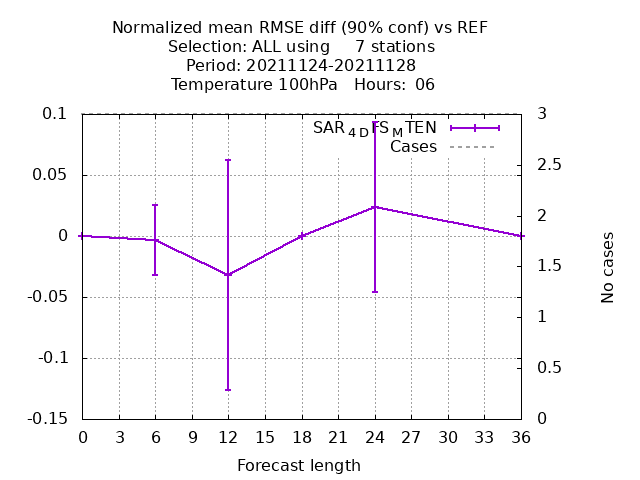 Normalized mean RMSE diff (90% conf) vs REF
Selection: ALL using 7 stations
Period: 20211124-20211128
Temperature 100hPa Hours: 06
0.1
0.05
0
-0.05
-0.1
-0.15
3
2.5
2
1.5
1
0.5
0
SAR4DFSMTEN
Cases
No cases
0 3 6 9 12 15 18 21 24 27 30 33 36
Forecast length